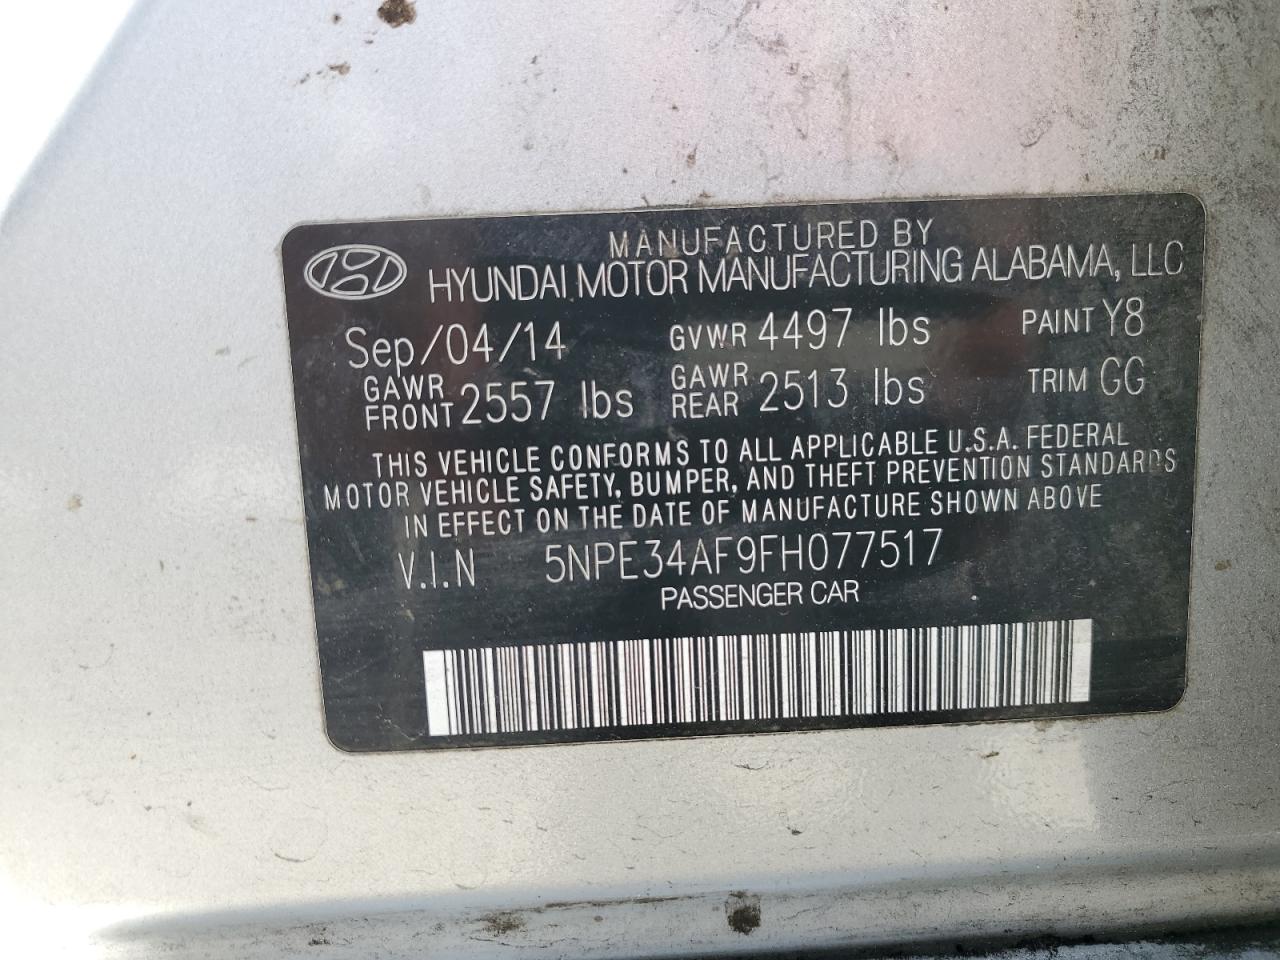 MANUFACTURED BY
HYUNDAI MOTOR MANUFACTURING ALABAMA, LLC
Sep/04/14 GVWR 4497 lbs PAINT Y8
GAWR FRONT 2557 lbs GAWR REAR 2513 lbs TRIM GG
THIS VEHICLE CONFORMS TO ALL APPLICABLE U.S.A. FEDERAL
MOTOR VEHICLE SAFETY, BUMPER, AND THEFT PREVENTION STANDARDS
IN EFFECT ON THE DATE OF MANUFACTURE SHOWN ABOVE
V.I.N 5NPE34AF9FH077517
PASSENGER CAR